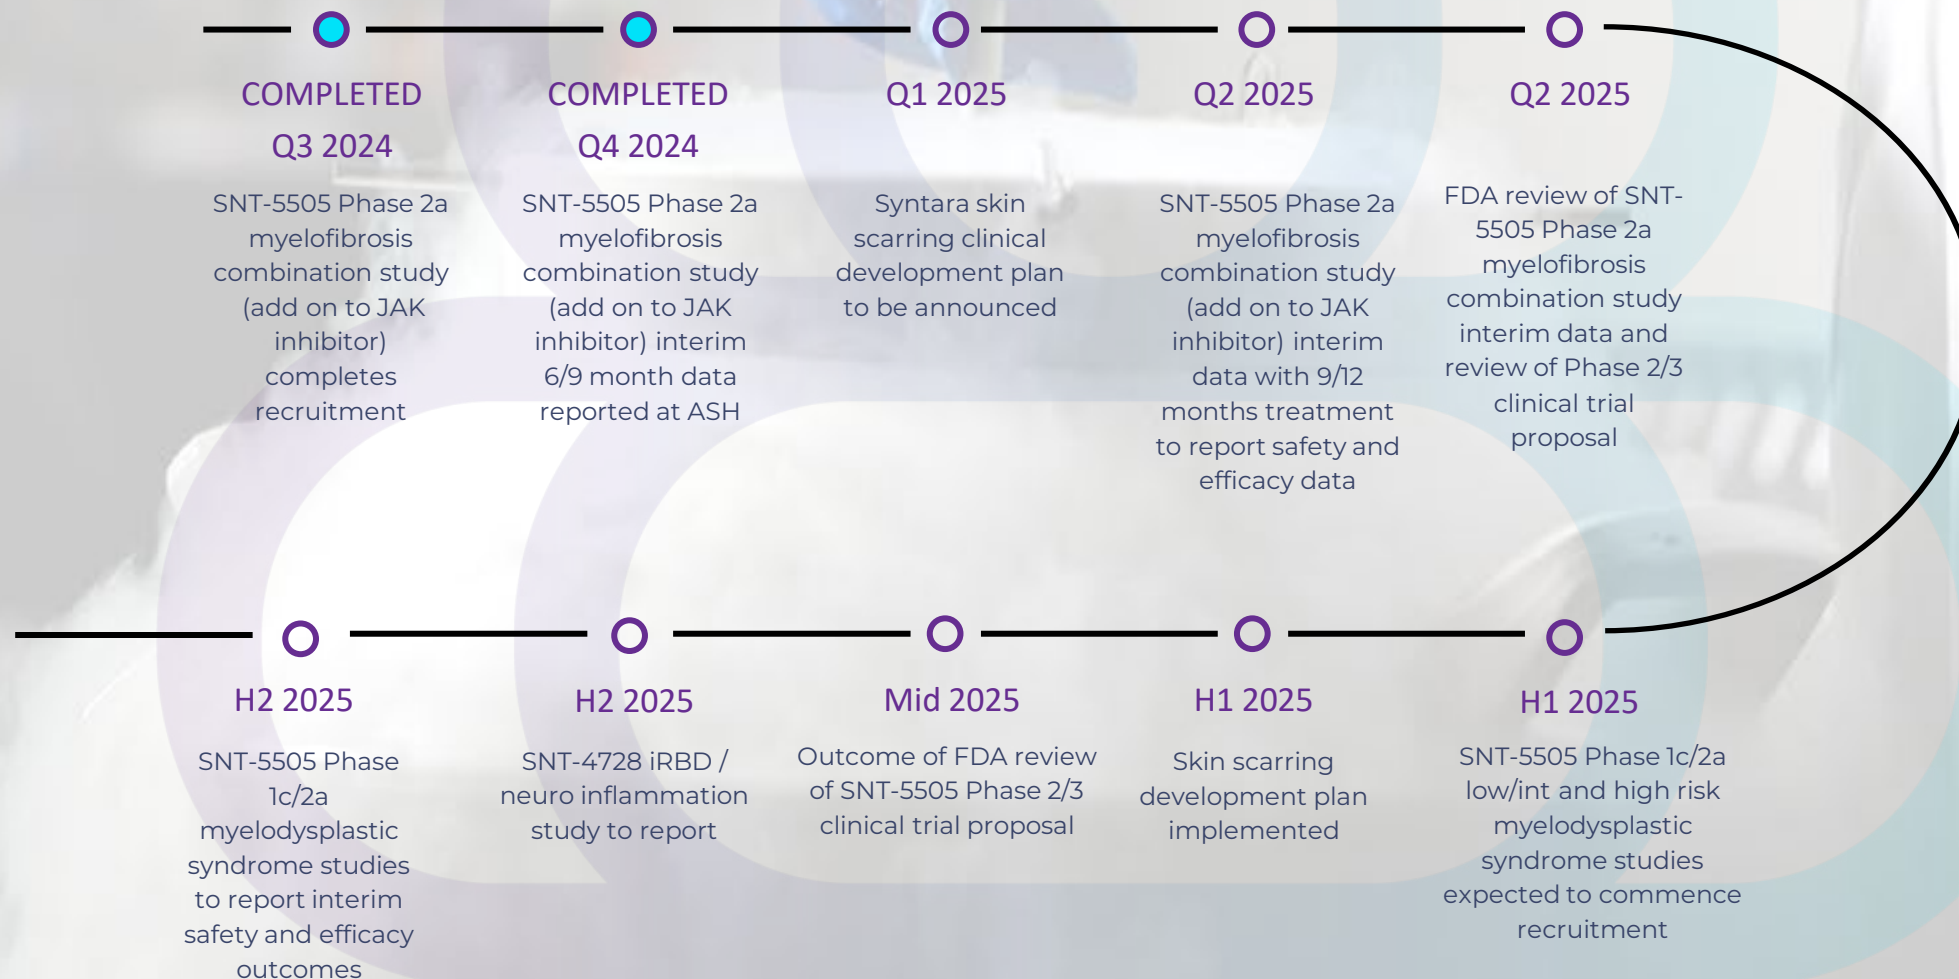 COMPLETED
Q3 2024
SNT-5505 Phase 2a
myelofibrosis
combination study
(add on to JAK
inhibitor)
completes
recruitment
COMPLETED
Q4 2024
SNT-5505 Phase 2a
myelofibrosis
combination study
(add on to JAK
inhibitor) interim
6/9 month data
reported at ASH
Q1 2025
Syntara skin
scarring clinical
development plan
to be announced
Q2 2025
SNT-5505 Phase 2a
myelofibrosis
combination study
(add on to JAK
inhibitor) interim
data with 9/12
months treatment
to report safety and
efficacy data
Q2 2025
FDA review of SNT-
5505 Phase 2a
myelofibrosis
combination study
interim data and
review of Phase 2/3
clinical trial
proposal
H1 2025
SNT-5505 Phase 1c/2a
low/int and high risk
myelodysplastic
syndrome studies
expected to commence
recruitment
H1 2025
Skin scarring
development plan
implemented
Mid 2025
Outcome of FDA review
of SNT-5505 Phase 2/3
clinical trial proposal
H2 2025
SNT-4728 iRBD /
neuro inflammation
study to report
H2 2025
SNT-5505 Phase
1c/2a
myelodysplastic
syndrome studies
to report interim
safety and efficacy
outcomes